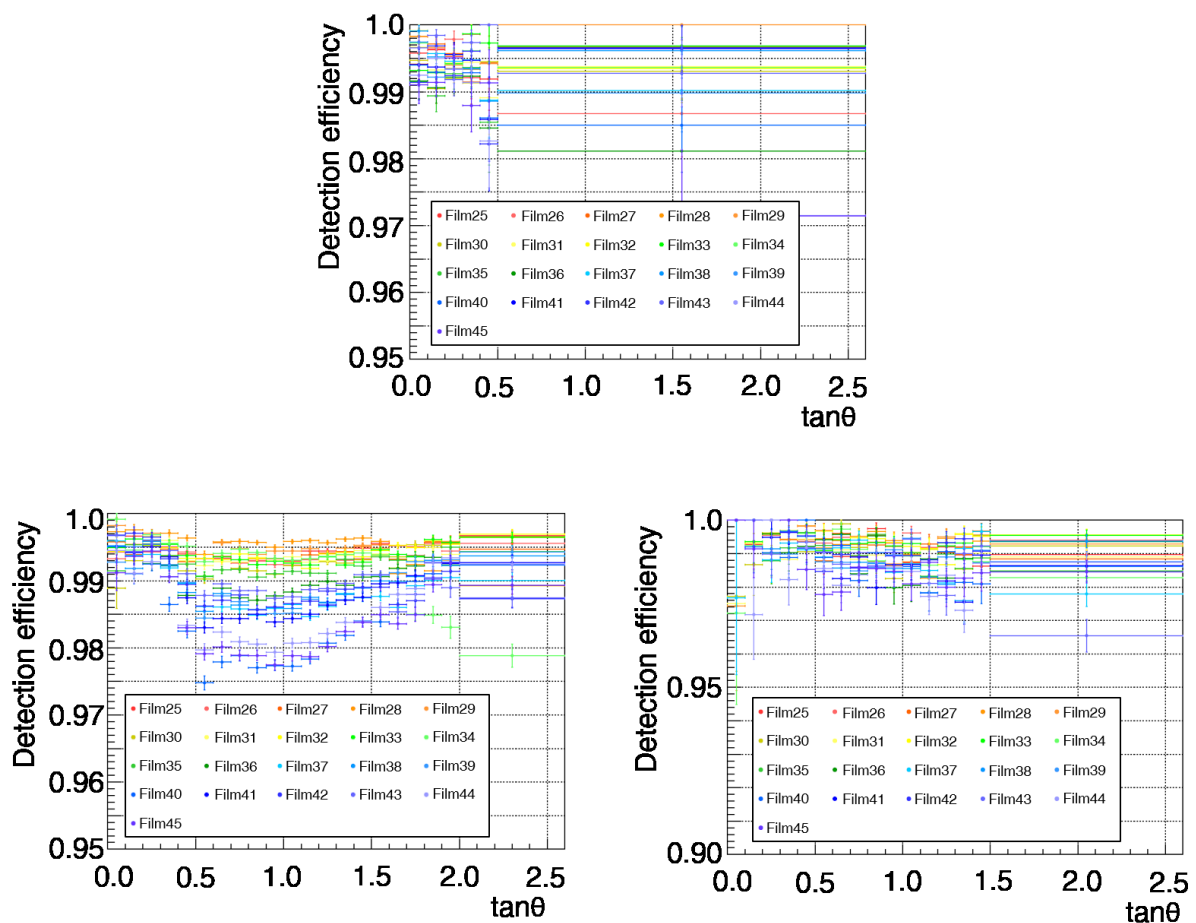 Detection efficiency
1.0
0.99
0.98
0.97
0.96
0.95
Film25 Film26 Film27 Film28 Film29
Film30 Film31 Film32 Film33 Film34
Film35 Film36 Film37 Film38 Film39
Film40 Film41 Film42 Film43 Film44
Film45
0.0 0.5 1.0 1.5 2.0 2.5
tanθ
Detection efficiency
1.0
0.99
0.98
0.97
0.96
0.95
Film25 Film26 Film27 Film28 Film29
Film30 Film31 Film32 Film33 Film34
Film35 Film36 Film37 Film38 Film39
Film40 Film41 Film42 Film43 Film44
Film45
0.0 0.5 1.0 1.5 2.0 2.5
tanθ
Detection efficiency
1.0
0.95
0.90
Film25 Film26 Film27 Film28 Film29
Film30 Film31 Film32 Film33 Film34
Film35 Film36 Film37 Film38 Film39
Film40 Film41 Film42 Film43 Film44
Film45
0.0 0.5 1.0 1.5 2.0 2.5
tanθ